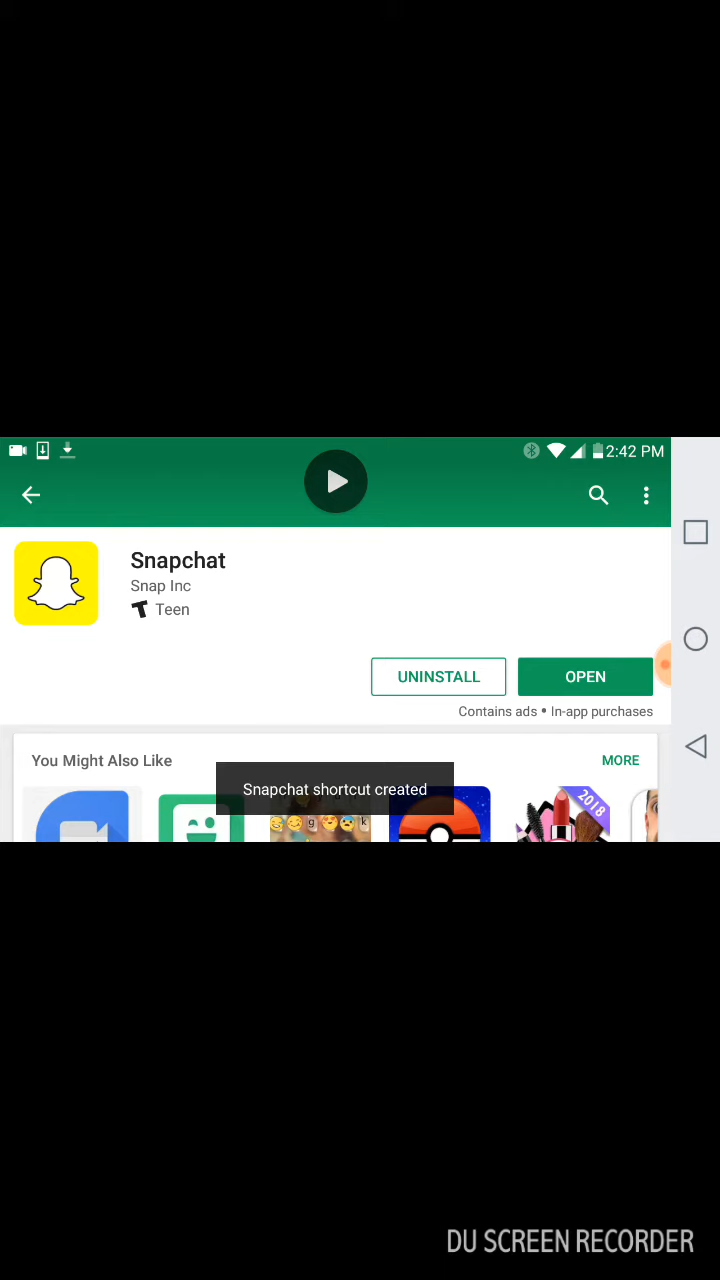 2:42 PM
Snapchat
Snap Inc
Teen
UNINSTALL
OPEN
Contains ads • In-app purchases
You Might Also Like
MORE
Snapchat shortcut created
2018
g
k
DU SCREEN RECORDER